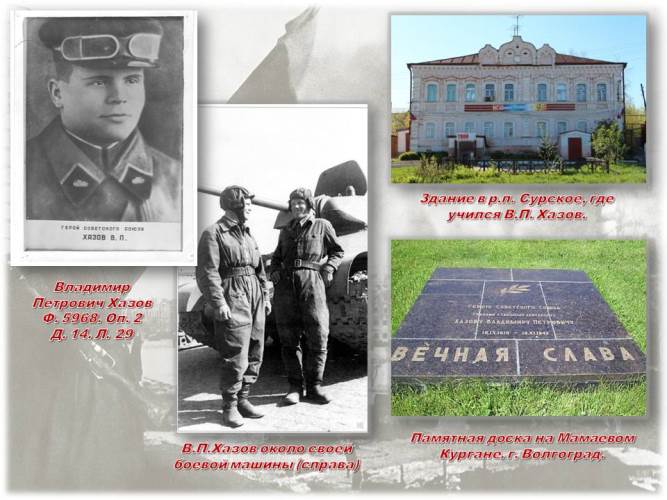 ГЕРОЙ СОВЕТСКОГО СОЮЗА
ХАЗОВ В. П.
Владимир
Петрович Хазов
Ф. 5968. Оп. 2
Д. 14. Л. 29
В.П.Хазов около своей
боевой машины (справа)
Здание в р.п. Сурское, где
учился В.П. Хазов.
ГЕРОЮ СОВЕТСКОГО СОЮЗА
ХАЗОВУ ВЛАДИМИРУ ПЕТРОВИЧУ
ВЕЧНАЯ СЛАВА
Памятная доска на Мамаевом
Кургане. г. Волгоград.